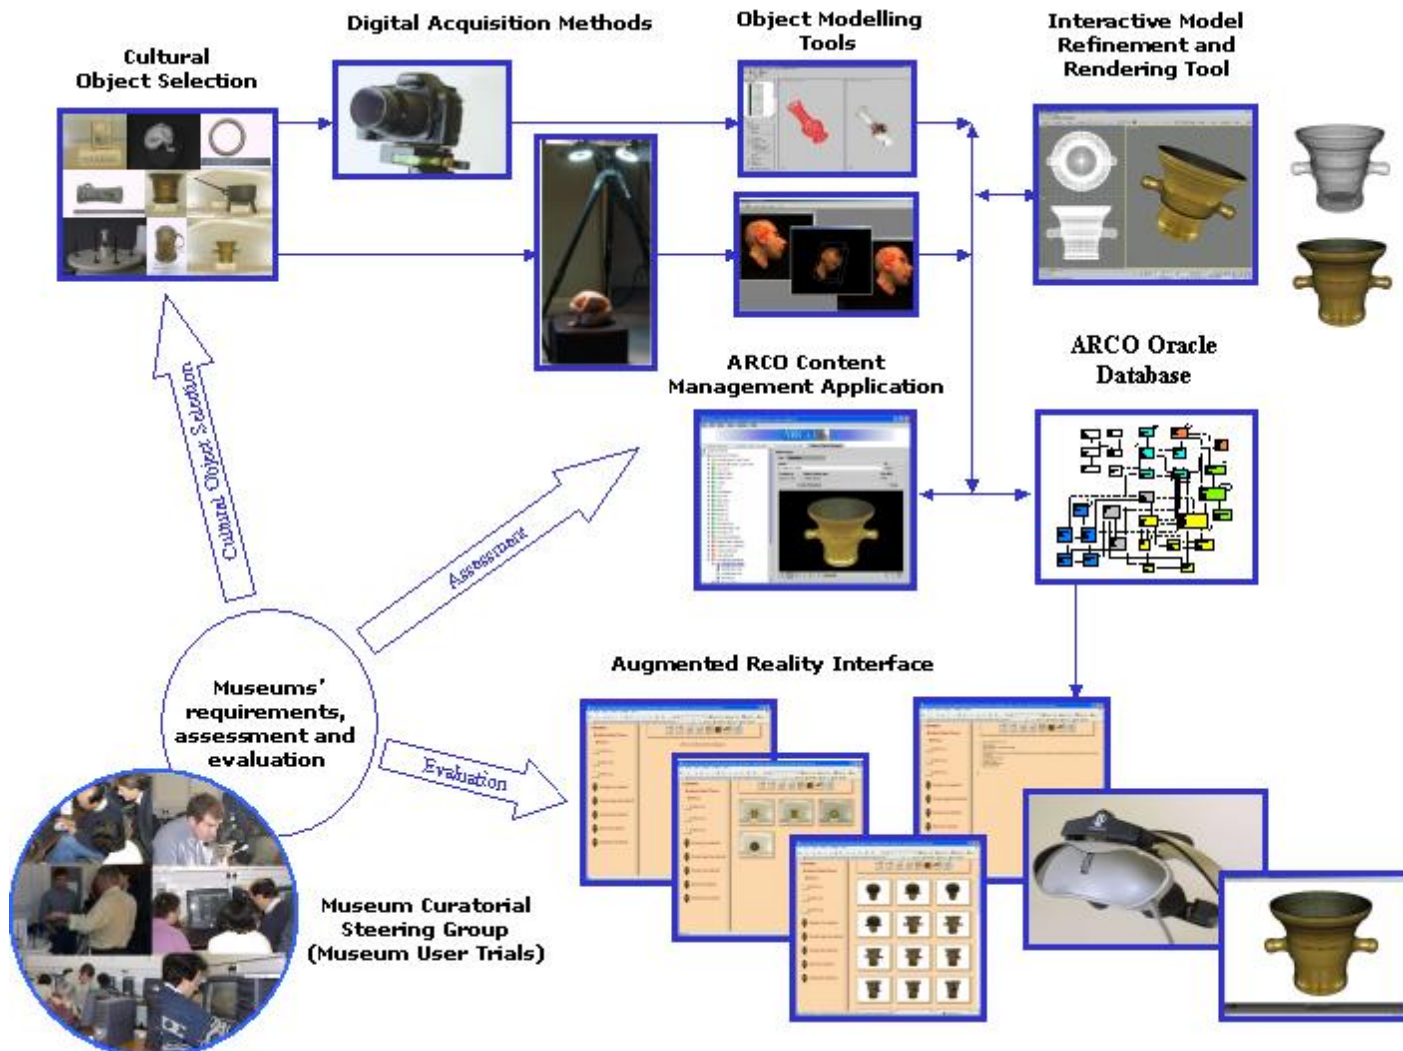 Digital Acquisition Methods
Object Modelling
Tools
Interactive Model
Refinement and
Rendering Tool
Cultural
Object Selection
ARCO Content
Management Application
ARCO Oracle
Database
Cultural Object Selection
Assessment
Evaluation
Museums'
requirements,
assessment and
evaluation
Augmented Reality Interface
Museum Curatorial
Steering Group
(Museum User Trials)
ARCO